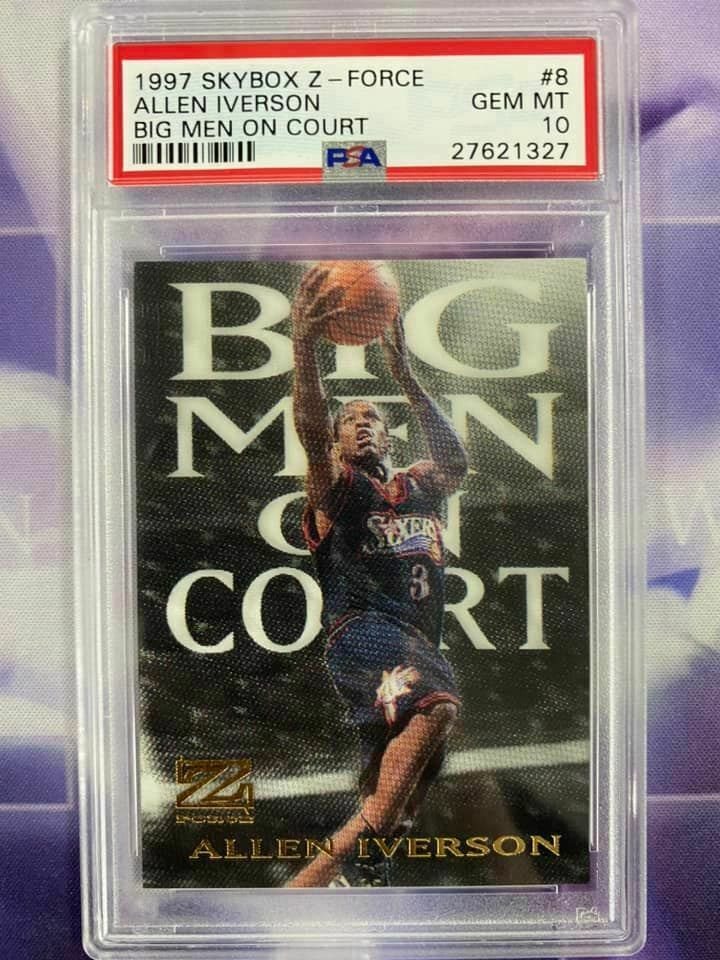 1997 SKYBOX Z-FORCE #8
ALLEN IVERSON GEM MT
BIG MEN ON COURT 10
PSA 27621327
BIG
MEN
ON
COURT
SIXERS
3
Z
FORCE
ALLEN IVERSON